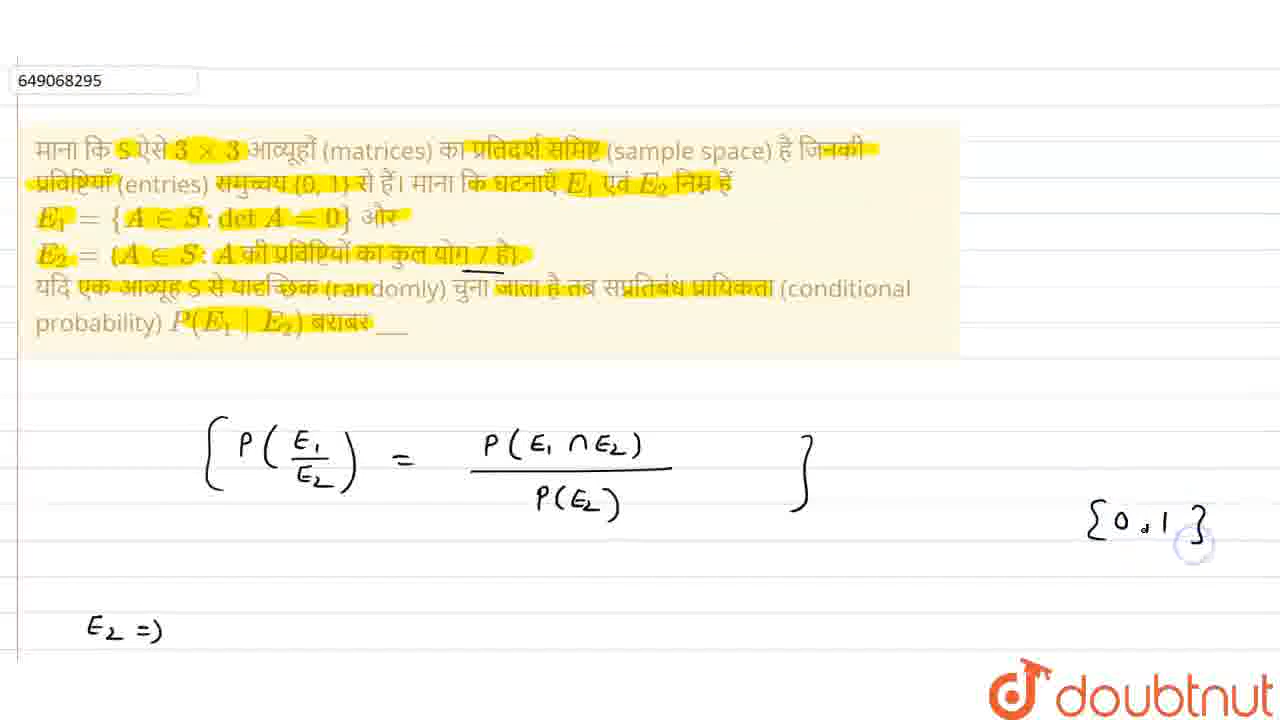 649068295
माना कि S ऐसे 3 × 3 आव्यूहों (matrices) का प्रतिदर्श समिष्ट (sample space) है जिनकी
प्रविष्टियाँ (entries) समुच्चय {0, 1} से हैं। माना कि घटनाएँ E₁ एवं E₂ निम्न हैं
E₁ = {A ∈ S : det A = 0} और
E₂ = {A ∈ S : A की प्रविष्टियों का कुल योग 7 है}.
यदि एक आव्यूह S से यादृच्छिक (randomly) चुना जाता है तब सप्रतिबंध प्रायिकता (conditional
probability) P(E₁ | E₂) बराबर ___
[P(E₁/E₂) = P(E₁ ∩ E₂)/P(E₂)]
{0, 1}
E₂ ⇒
doubtnut